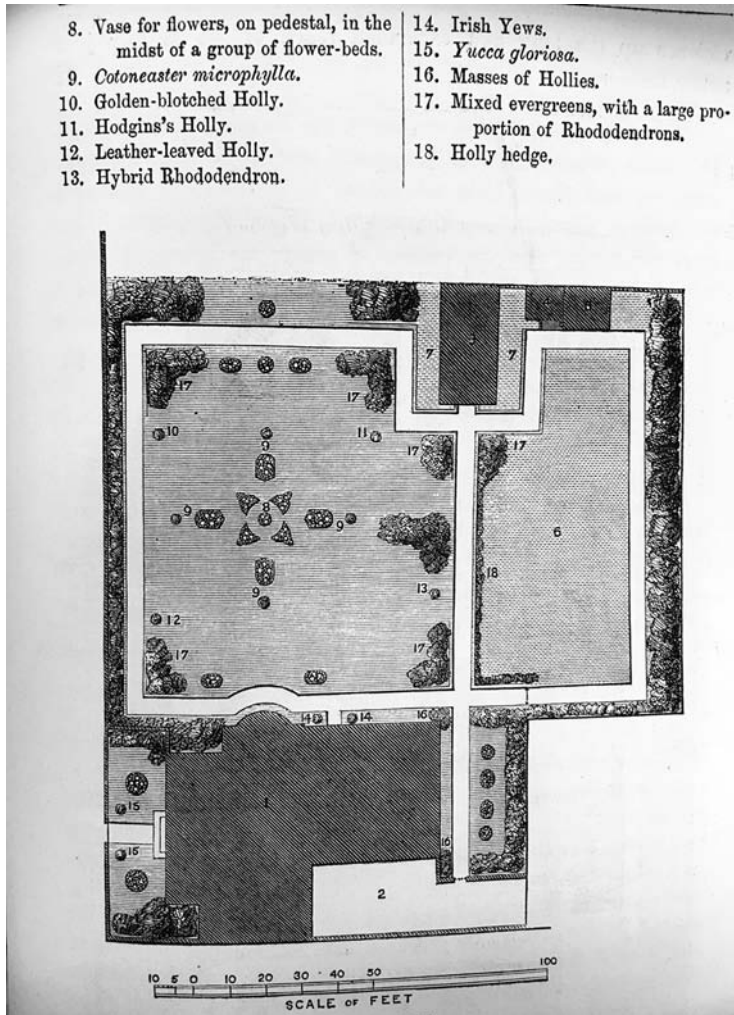 8. Vase for flowers, on pedestal, in the
midst of a group of flower-beds.
9. Cotoneaster microphylla.
10. Golden-blotched Holly.
11. Hodgins's Holly.
12. Leather-leaved Holly.
13. Hybrid Rhododendron.
14. Irish Yews.
15. Yucca gloriosa.
16. Masses of Hollies.
17. Mixed evergreens, with a large pro-
portion of Rhododendrons.
18. Holly hedge.
7
7
17
17
10
9
11
17
17
9
8
9
6
18
9
13
12
17
17
14
14
16
1
15
15
16
2
10 5 0 10 20 30 40 50 100
SCALE OF FEET